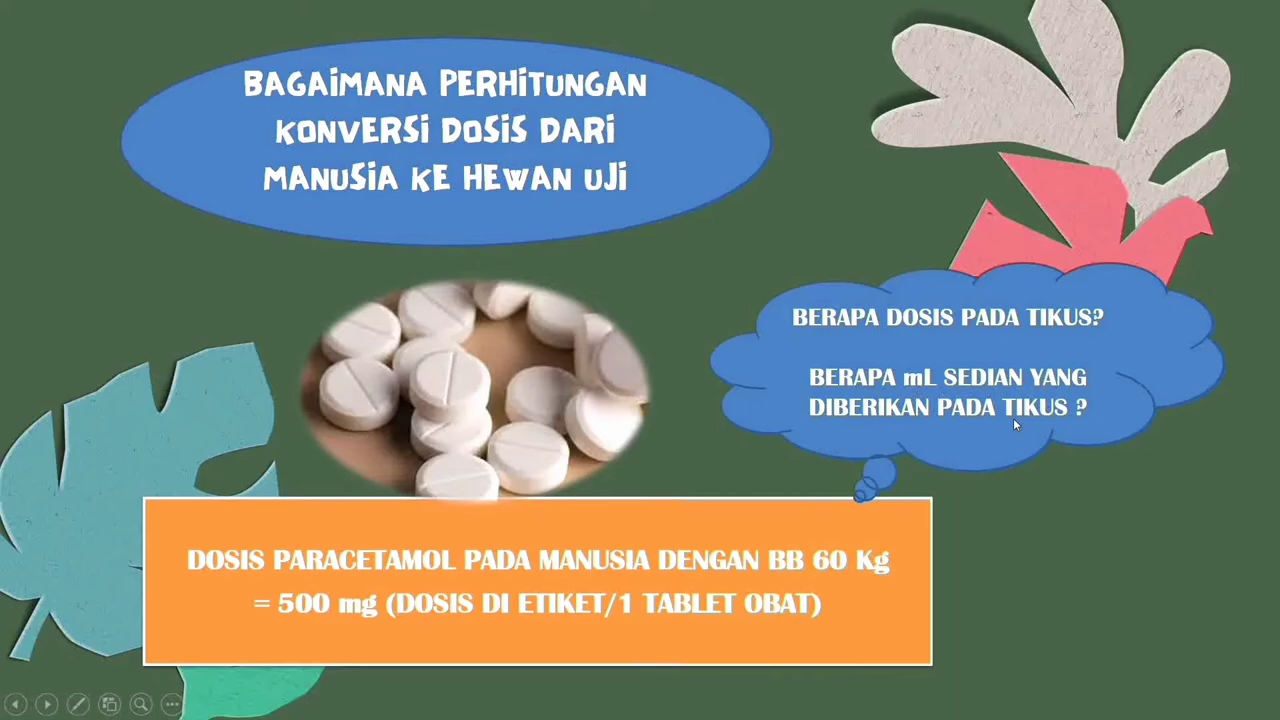 BAGAIMANA PERHITUNGAN
KONVERSI DOSIS DARI
MANUSIA KE HEWAN UJI
BERAPA DOSIS PADA TIKUS?
BERAPA mL SEDIAN YANG
DIBERIKAN PADA TIKUS ?
DOSIS PARACETAMOL PADA MANUSIA DENGAN BB 60 Kg
= 500 mg (DOSIS DI ETIKET/1 TABLET OBAT)